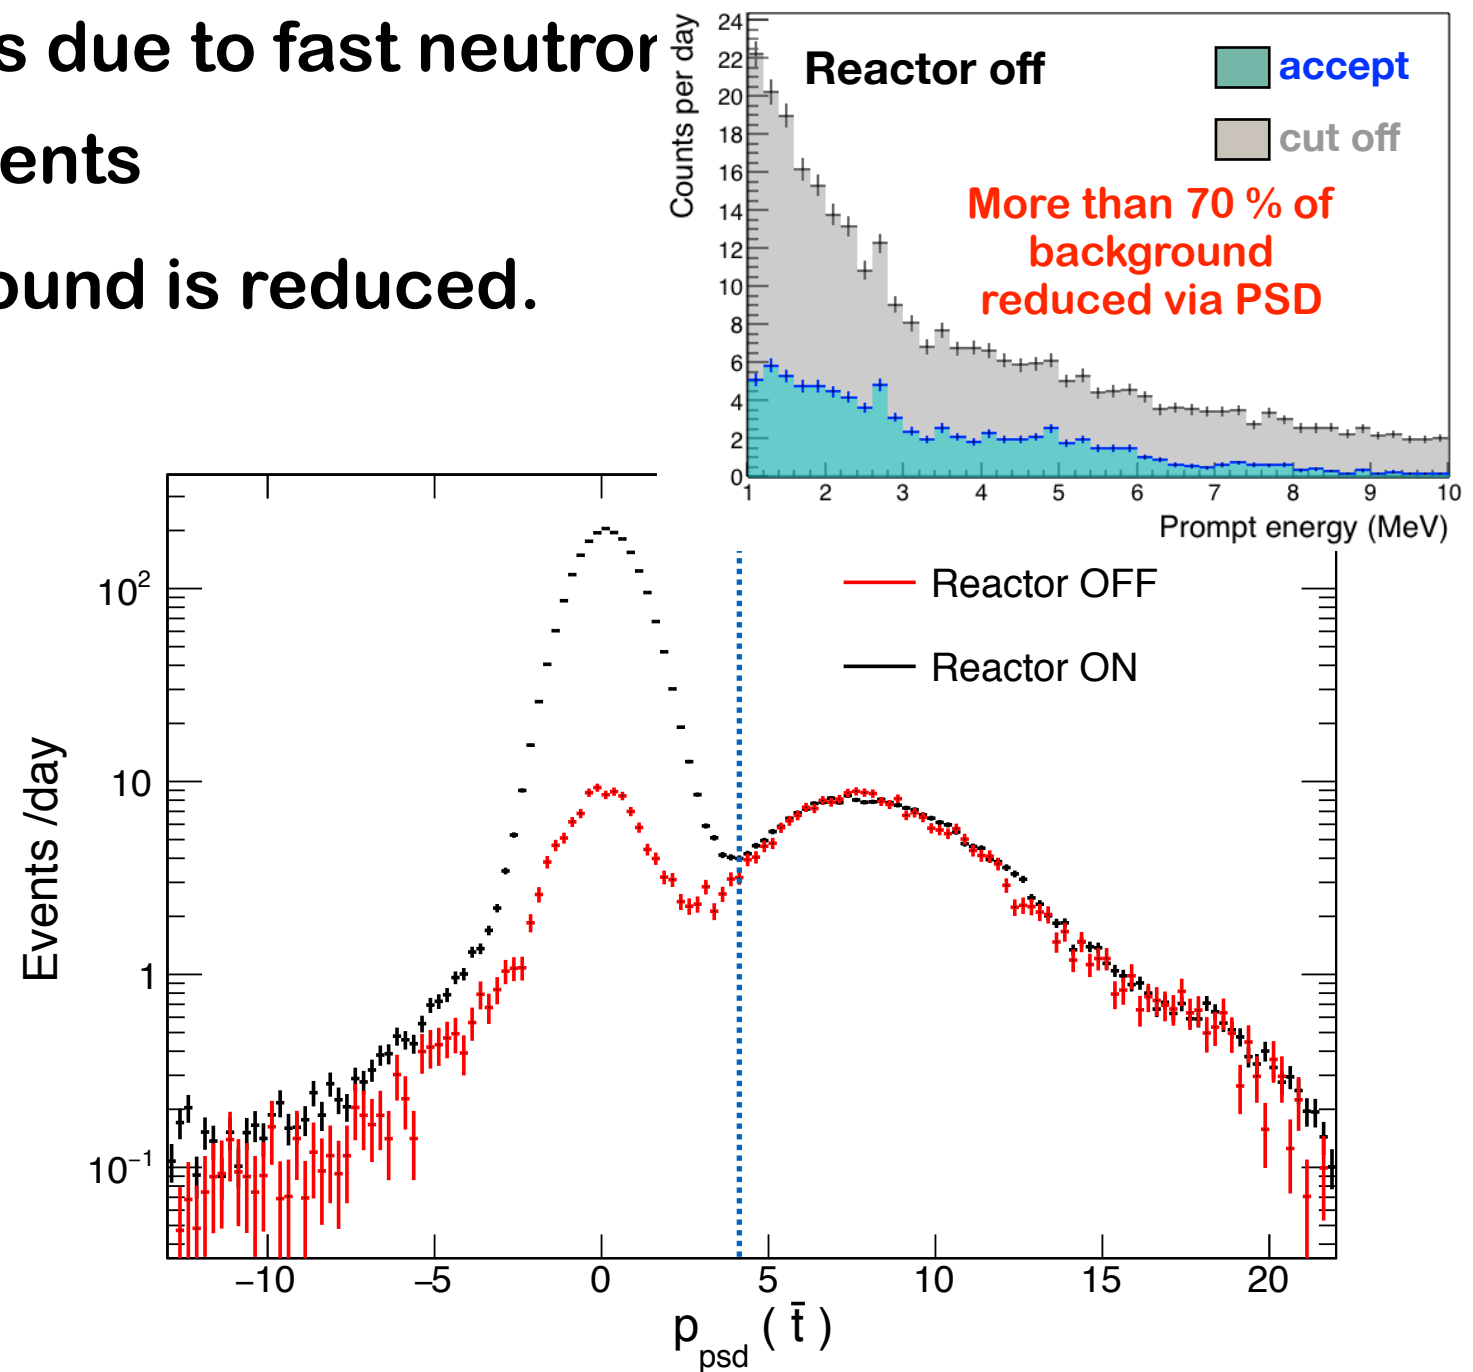 s due to fast neutron
ents
ound is reduced.
Counts per day
24
22
20
18
16
14
12
10
8
6
4
2
0
Reactor off
accept
cut off
More than 70 % of
background
reduced via PSD
1 2 3 4 5 6 7 8 9 10
Prompt energy (MeV)
Events /day
10²
10
1
10⁻¹
Reactor OFF
Reactor ON
−10 −5 0 5 10 15 20
p_psd ( t̄ )